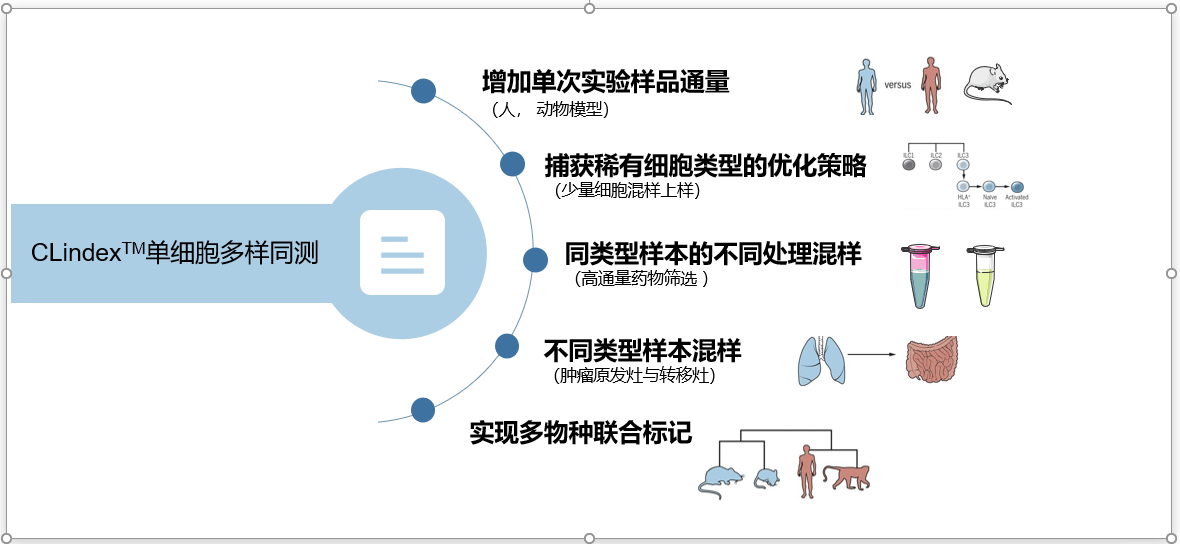 增加单次实验样品通量
（人， 动物模型）
versus
捕获稀有细胞类型的优化策略
（少量细胞混样上样）
ILC1 ILC2 ILC3
HLA⁺ ILC3
Naive ILC3
Activated ILC3
CLindex™单细胞多样同测
同类型样本的不同处理混样
（高通量药物筛选 ）
不同类型样本混样
（肿瘤原发灶与转移灶）
实现多物种联合标记